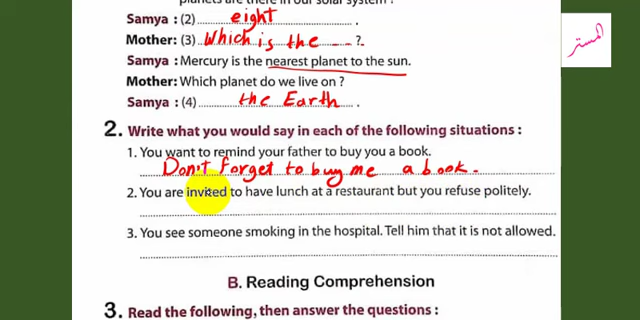 planets are there in our solar system?
Samya : (2) eight .
Mother: (3) Which is the ---?
Samya : Mercury is the nearest planet to the sun.
Mother: Which planet do we live on ?
Samya : (4) the Earth .
2. Write what you would say in each of the following situations :
1. You want to remind your father to buy you a book.
Don't forget to buy me a book.
2. You are invited to have lunch at a restaurant but you refuse politely.
3. You see someone smoking in the hospital. Tell him that it is not allowed.
B. Reading Comprehension
3. Read the following, then answer the questions :